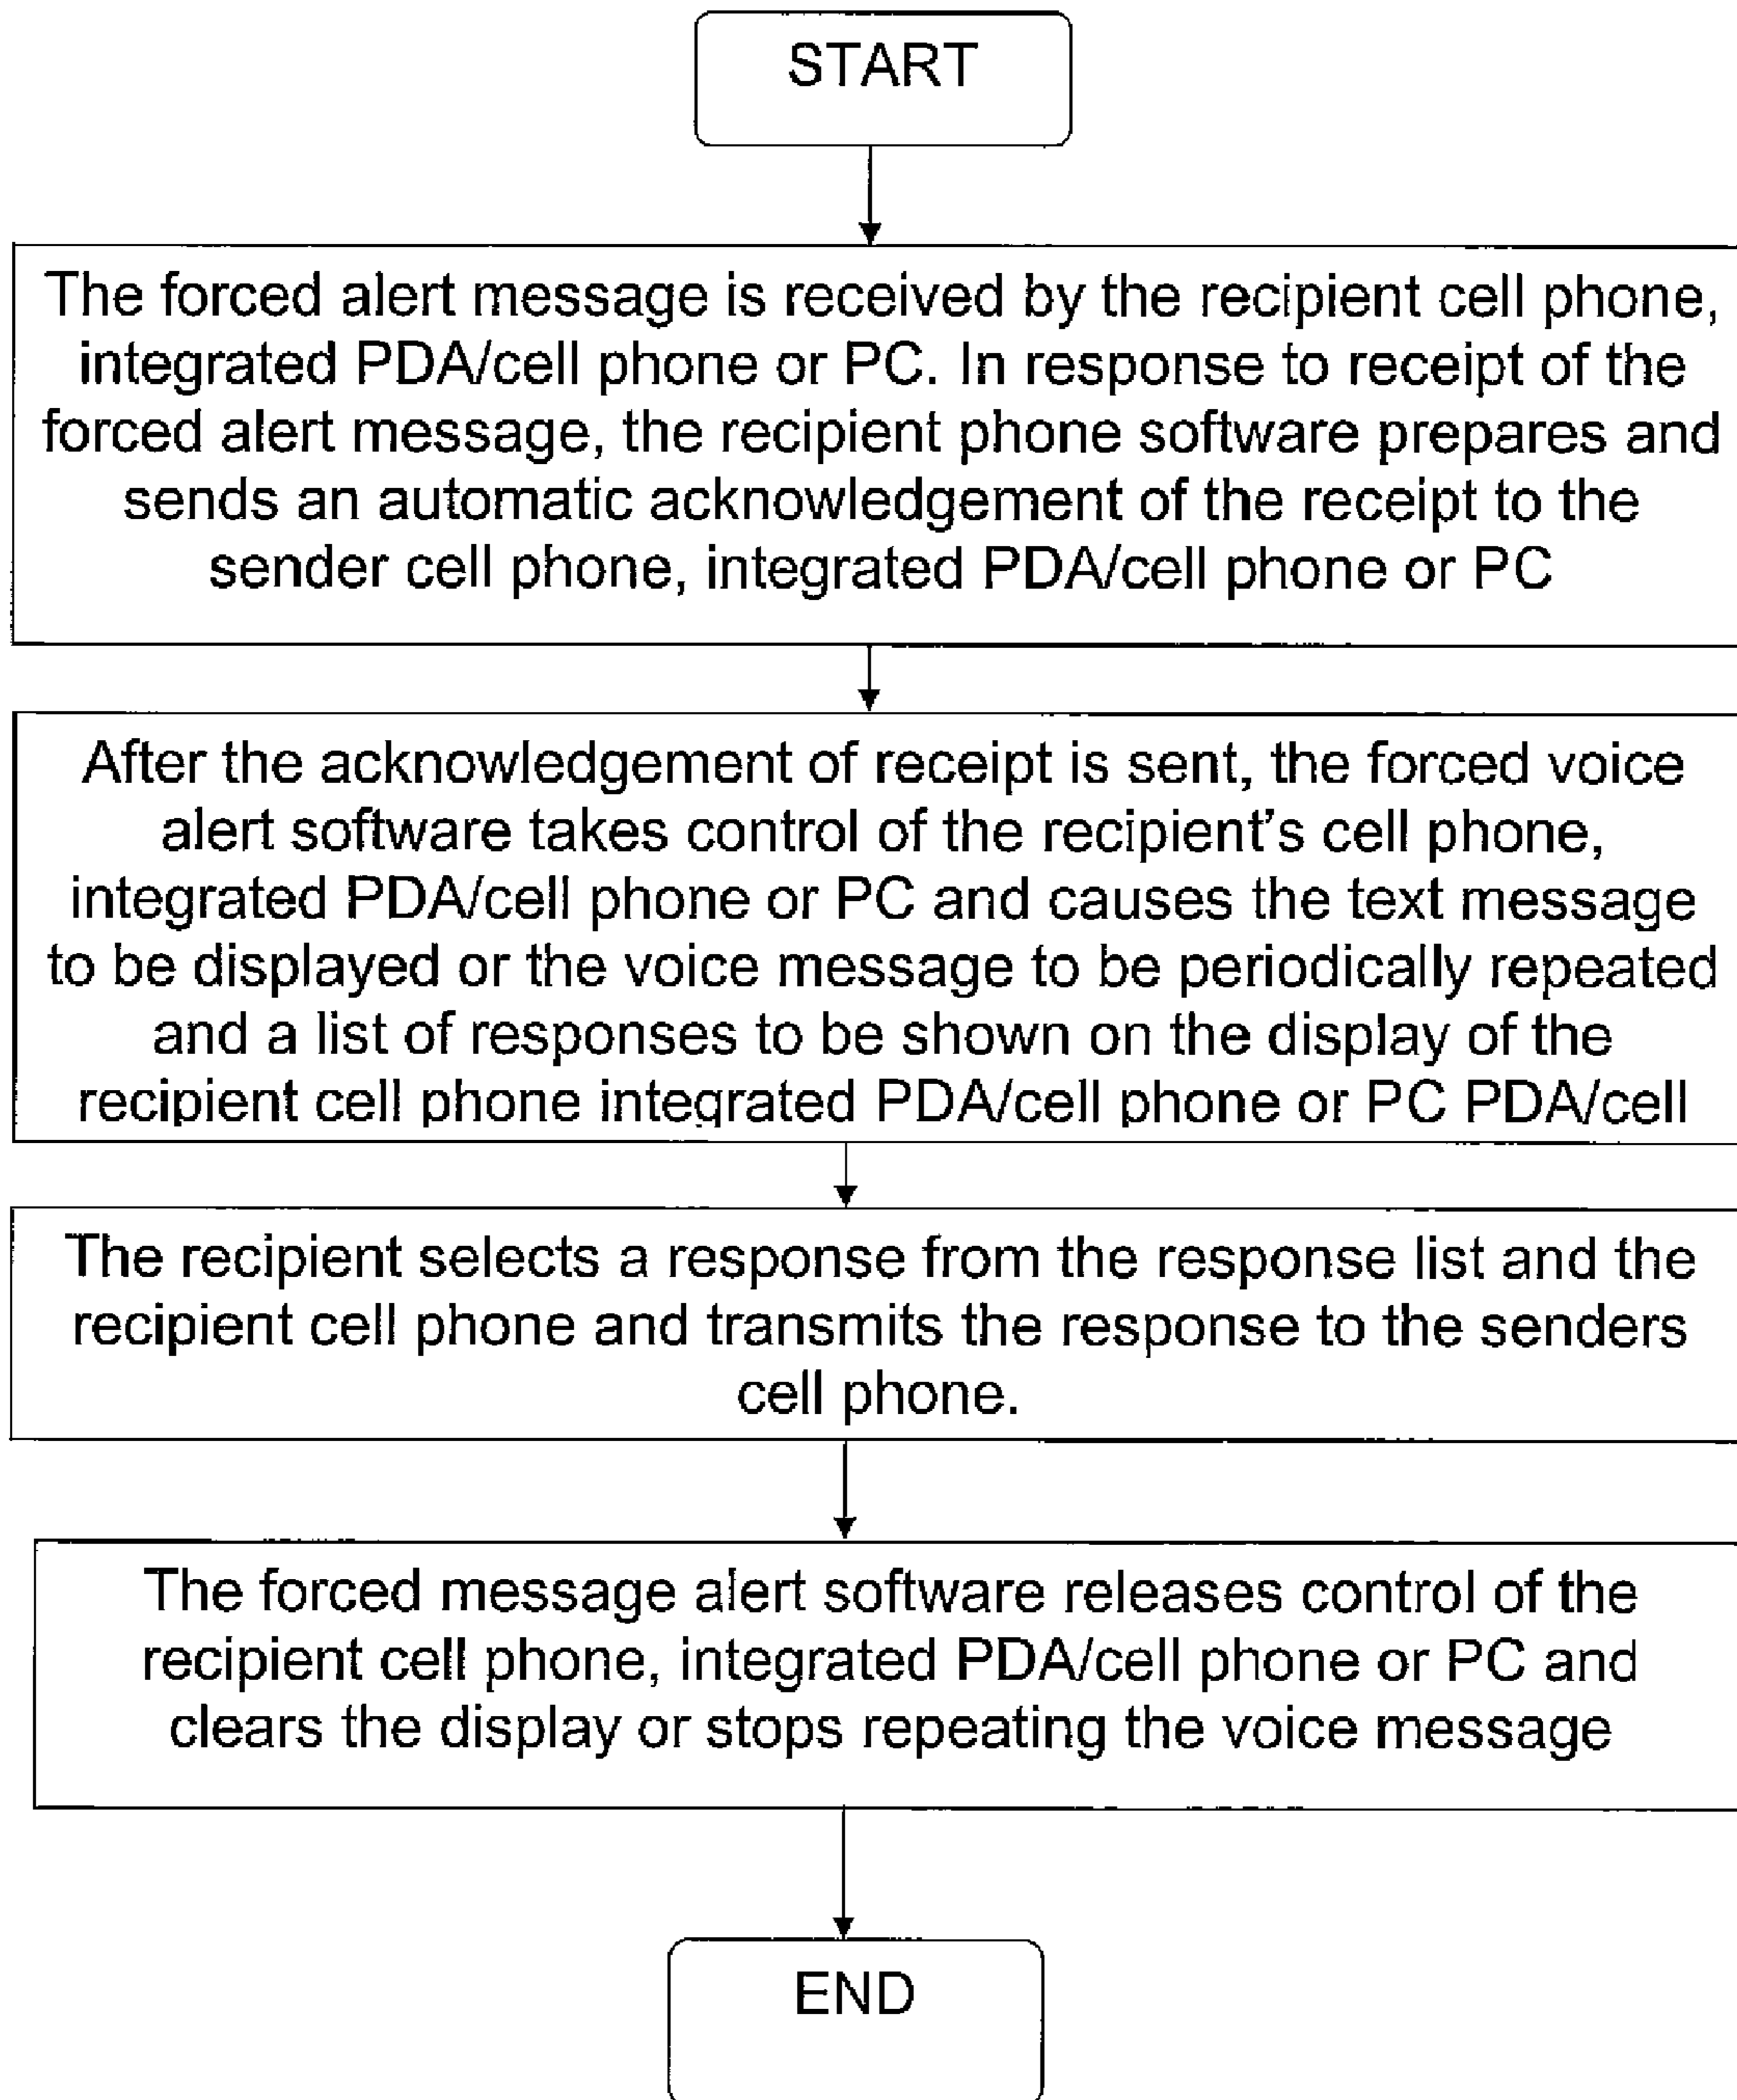 START
The forced alert message is received by the recipient cell phone,
integrated PDA/cell phone or PC. In response to receipt of the
forced alert message, the recipient phone software prepares and
sends an automatic acknowledgement of the receipt to the
sender cell phone, integrated PDA/cell phone or PC
After the acknowledgement of receipt is sent, the forced voice
alert software takes control of the recipient's cell phone,
integrated PDA/cell phone or PC and causes the text message
to be displayed or the voice message to be periodically repeated
and a list of responses to be shown on the display of the
recipient cell phone integrated PDA/cell phone or PC PDA/cell
The recipient selects a response from the response list and the
recipient cell phone and transmits the response to the senders
cell phone.
The forced message alert software releases control of the
recipient cell phone, integrated PDA/cell phone or PC and
clears the display or stops repeating the voice message
END